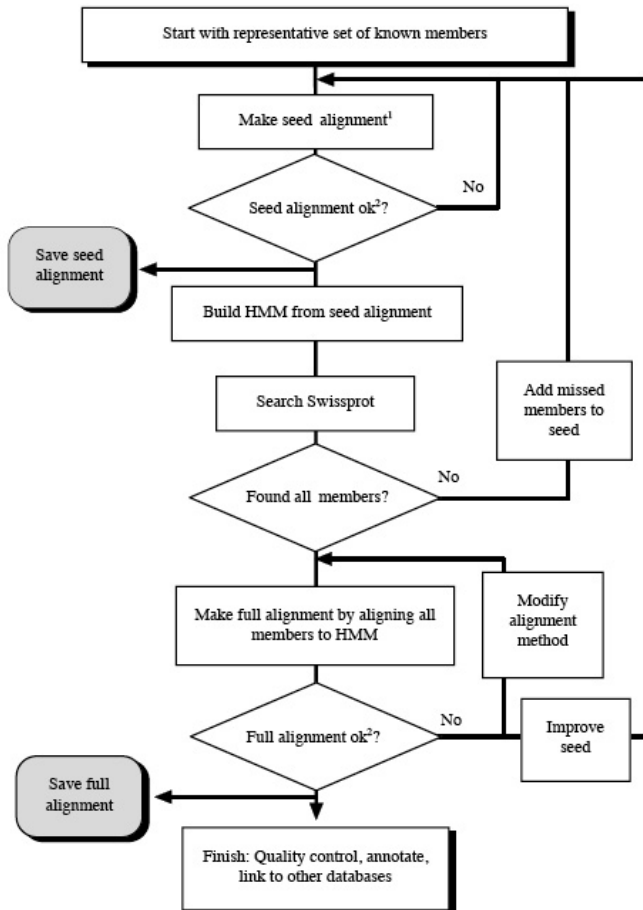 Start with representative set of known members
Make seed alignment¹
No
Seed alignment ok²?
Save seed
alignment
Build HMM from seed alignment
Search Swissprot
Add missed
members to
seed
No
Found all members?
Make full alignment by aligning all
members to HMM
Modify
alignment
method
No
Full alignment ok²?
Improve
seed
Save full
alignment
Finish: Quality control, annotate,
link to other databases